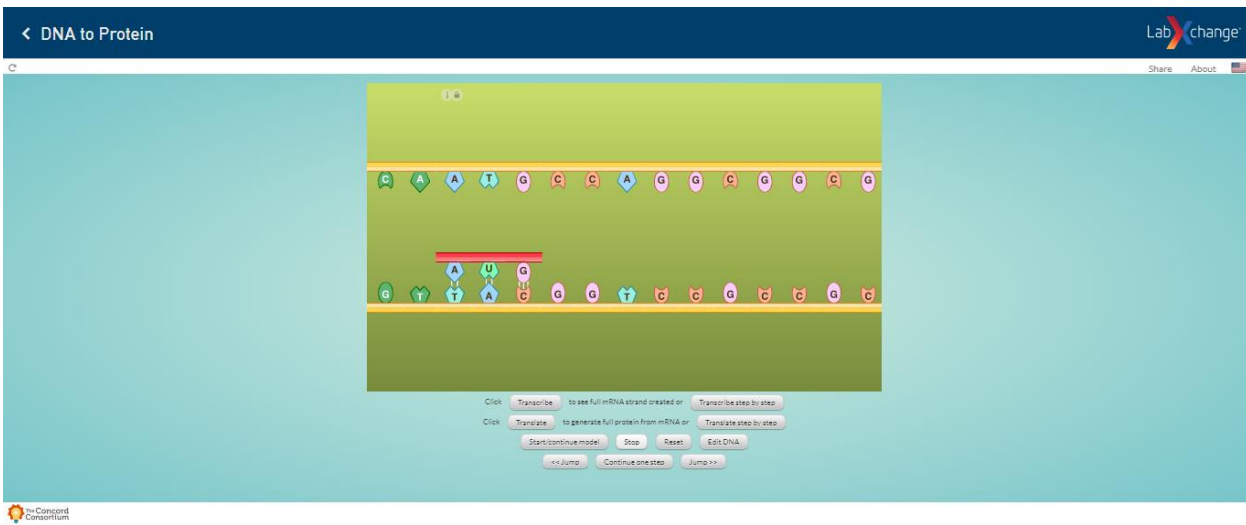 < DNA to Protein
LabXchange
Share About
C A A T G C C A G G C G G C G
A U G
G T T A C G G T C C G C C G C
Click Transcribe to see full mRNA strand created or Transcribe step by step
Click Translate to generate full protein from mRNA or Translate step by step
Start/continue model Stop Reset Edit DNA
<< Jump Continue one step Jump >>
The Concord
Consortium